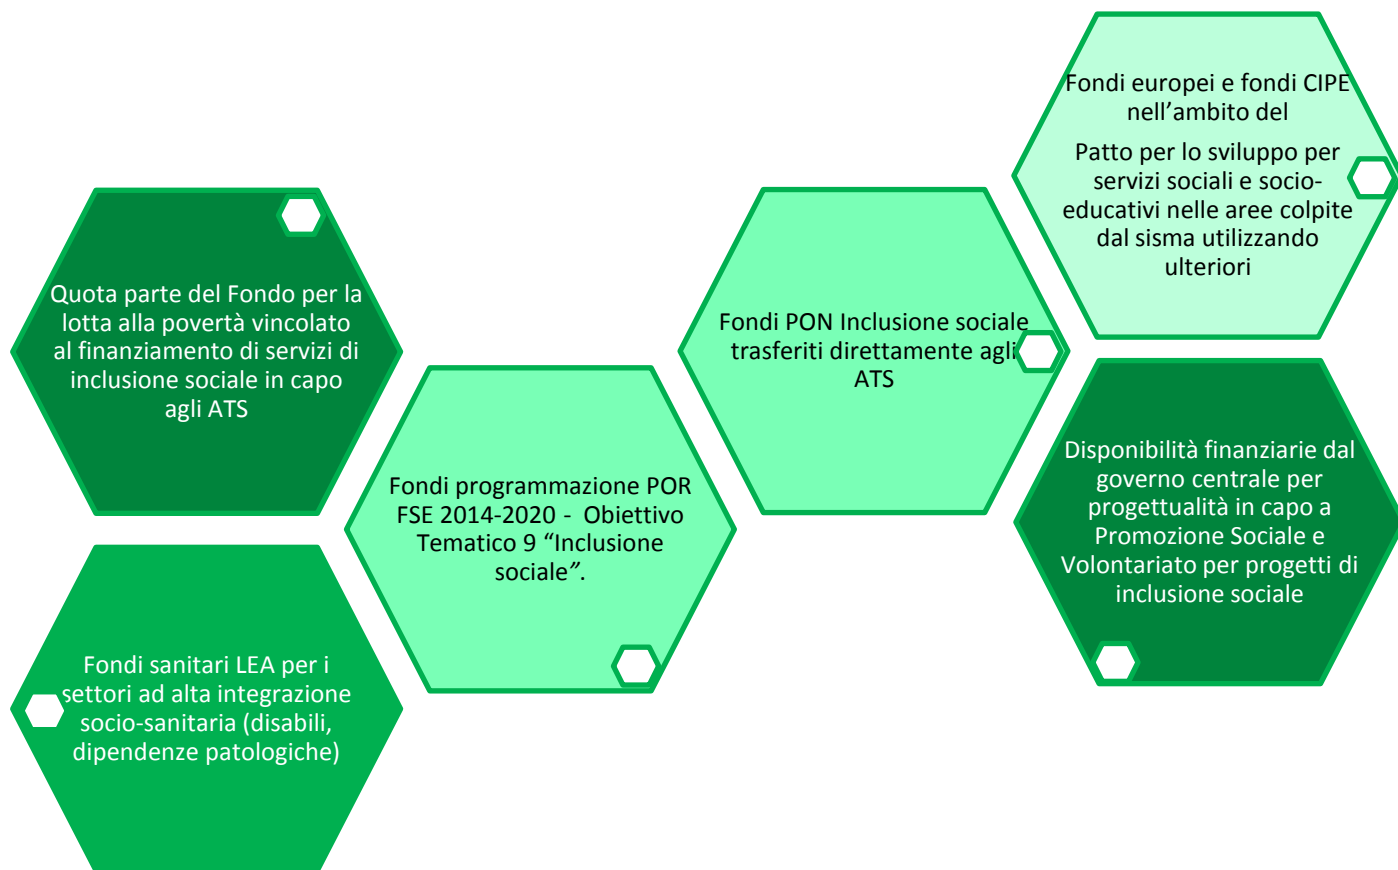 Quota parte del Fondo per la
lotta alla povertà vincolato
al finanziamento di servizi di
inclusione sociale in capo
agli ATS
Fondi sanitari LEA per i
settori ad alta integrazione
socio-sanitaria (disabili,
dipendenze patologiche)
Fondi programmazione POR
FSE 2014-2020 - Obiettivo
Tematico 9 “Inclusione
sociale”.
Fondi PON Inclusione sociale
trasferiti direttamente agli
ATS
Fondi europei e fondi CIPE
nell’ambito del
Patto per lo sviluppo per
servizi sociali e socio-
educativi nelle aree colpite
dal sisma utilizzando
ulteriori
Disponibilità finanziarie dal
governo centrale per
progettualità in capo a
Promozione Sociale e
Volontariato per progetti di
inclusione sociale